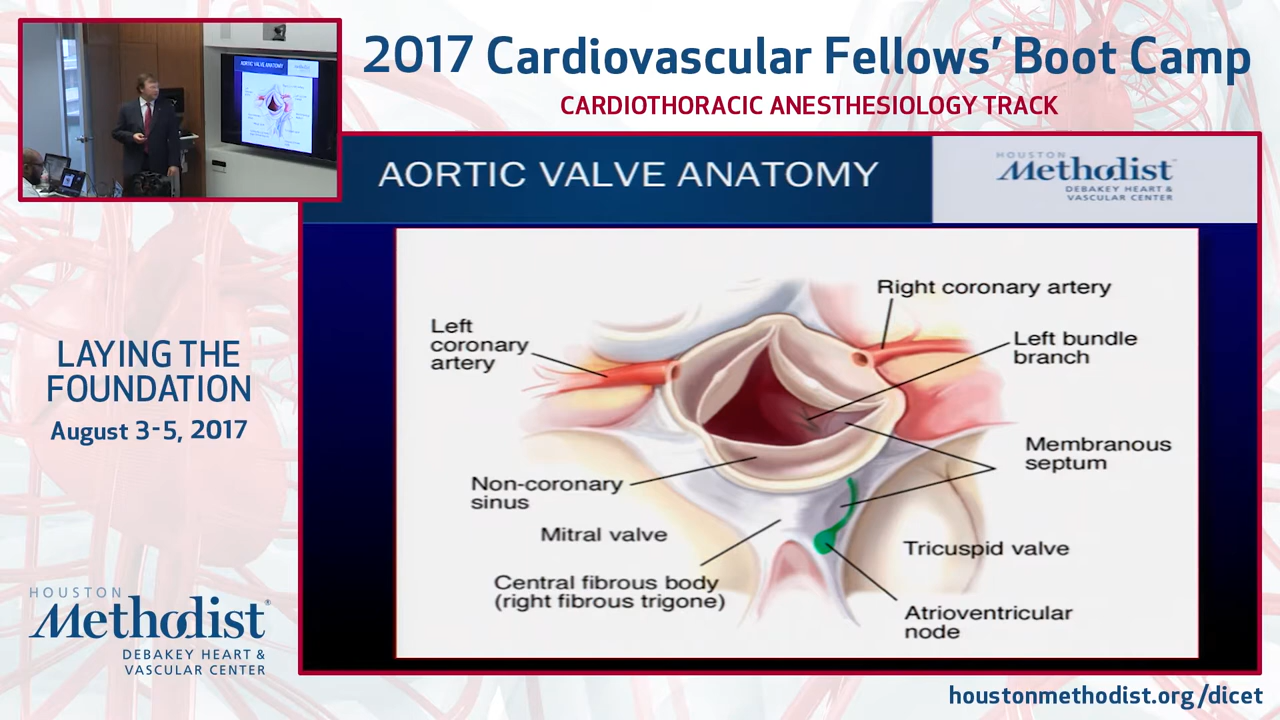 2017 Cardiovascular Fellows' Boot Camp
CARDIOTHORACIC ANESTHESIOLOGY TRACK
AORTIC VALVE ANATOMY
AORTIC VALVE ANATOMY
HOUSTON
Methodist
DEBAKEY HEART &
VASCULAR CENTER
Right coronary artery
Left
coronary
artery
Left bundle
branch
Membranous
septum
Non-coronary
sinus
Mitral valve
Tricuspid valve
Central fibrous body
(right fibrous trigone)
Atrioventricular
node
LAYING THE
FOUNDATION
August 3-5, 2017
HOUSTON
Methodist®
DEBAKEY HEART &
VASCULAR CENTER
houstonmethodist.org/dicet